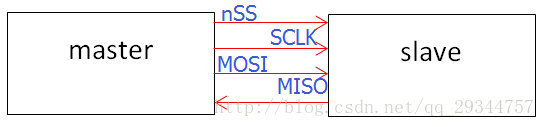 nSS
master
SCLK
slave
MOSI
MISO
http://blog.csdn.net/qq_29344757